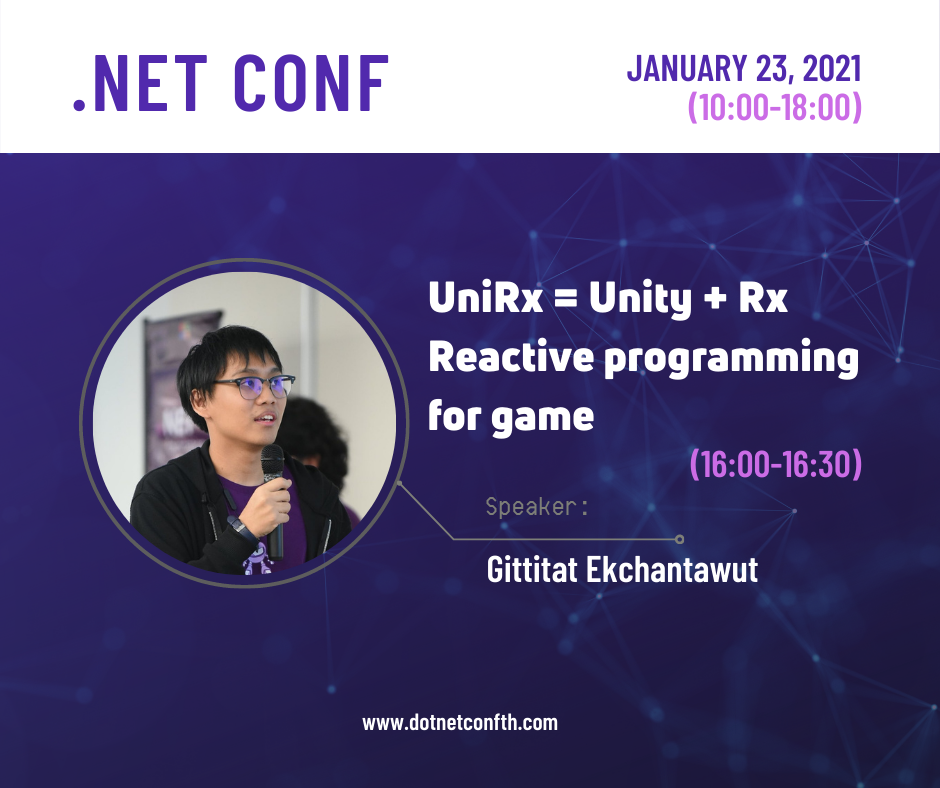 .NET CONF
JANUARY 23, 2021
(10:00-18:00)
UniRx = Unity + Rx
Reactive programming
for game
(16:00-16:30)
Speaker:
Gittitat Ekchantawut
www.dotnetconfth.com